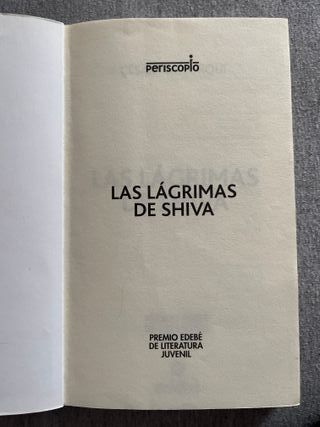 PERISCOPIO
LAS LÁGRIMAS
DE SHIVA
PREMIO EDEBÉ
DE LITERATURA
JUVENIL